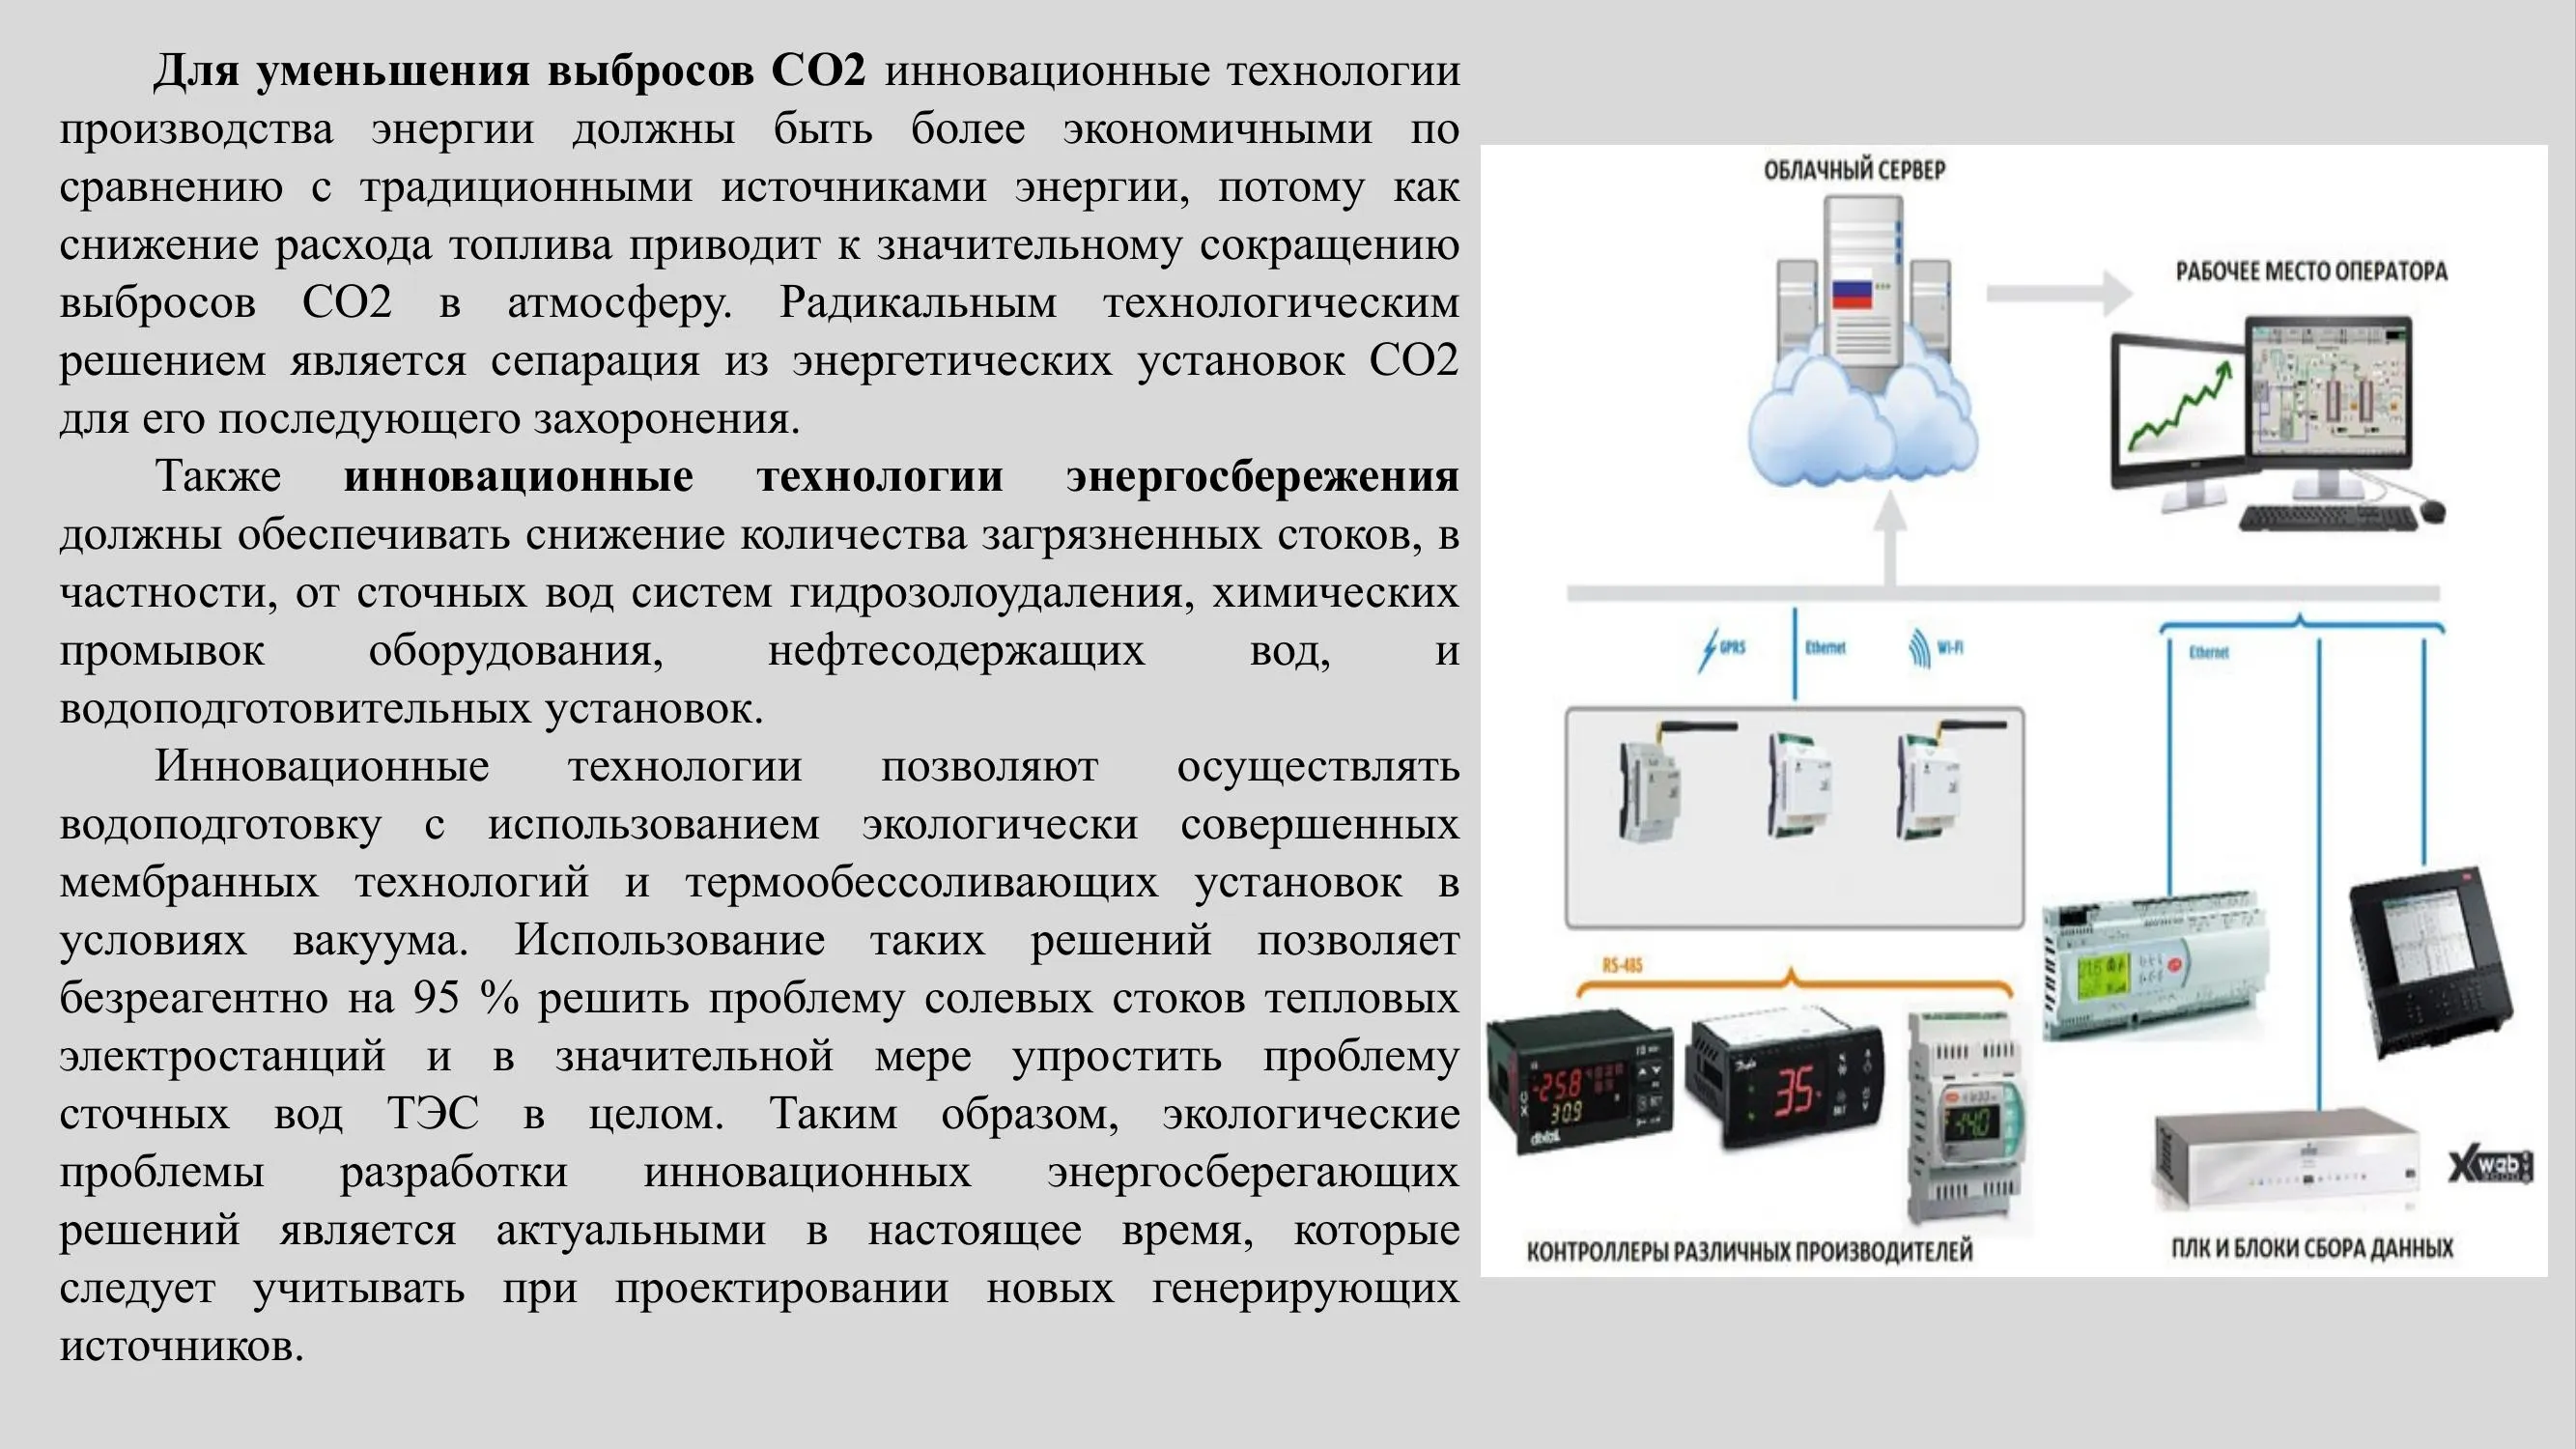 Для уменьшения выбросов СО2 инновационные технологии
производства энергии должны быть более экономичными по
сравнению с традиционными источниками энергии, потому как
снижение расхода топлива приводит к значительному сокращению
выбросов СО2 в атмосферу. Радикальным технологическим
решением является сепарация из энергетических установок СО2
для его последующего захоронения.
Также инновационные технологии энергосбережения
должны обеспечивать снижение количества загрязненных стоков, в
частности, от сточных вод систем гидрозолоудаления, химических
промывок оборудования, нефтесодержащих вод, и
водоподготовительных установок.
Инновационные технологии позволяют осуществлять
водоподготовку с использованием экологически совершенных
мембранных технологий и термообессоливающих установок в
условиях вакуума. Использование таких решений позволяет
безреагентно на 95 % решить проблему солевых стоков тепловых
электростанций и в значительной мере упростить проблему
сточных вод ТЭС в целом. Таким образом, экологические
проблемы разработки инновационных энергосберегающих
решений является актуальными в настоящее время, которые
следует учитывать при проектировании новых генерирующих
источников.
ОБЛАЧНЫЙ СЕРВЕР
РАБОЧЕЕ МЕСТО ОПЕРАТОРА
GPRS
Ethernet
WI-FI
Ethernet
RS-485
-25.8
30.9
dixell
XC
Danfoss
35
Xweb
КОНТРОЛЛЕРЫ РАЗЛИЧНЫХ ПРОИЗВОДИТЕЛЕЙ
ПЛК И БЛОКИ СБОРА ДАННЫХ